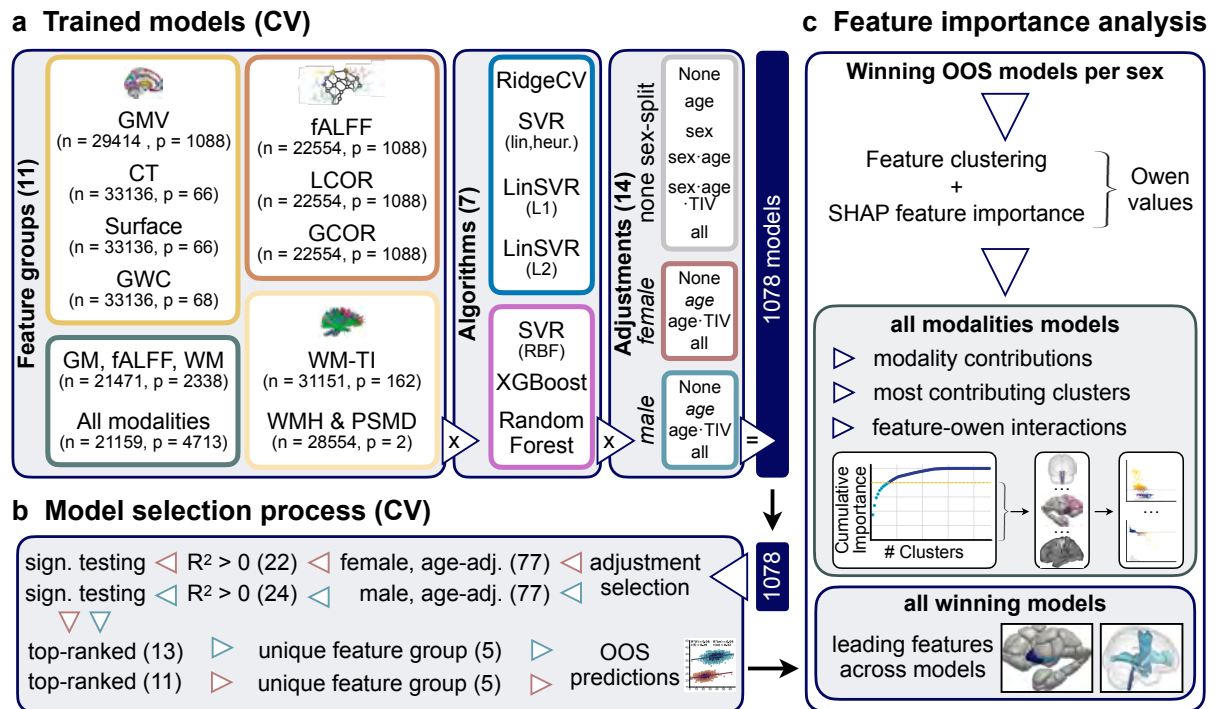 a Trained models (CV)
Feature groups (11)
GMV
(n = 29414 , p = 1088)
CT
(n = 33136, p = 66)
Surface
(n = 33136, p = 66)
GWC
(n = 33136, p = 68)
fALFF
(n = 22554, p = 1088)
LCOR
(n = 22554, p = 1088)
GCOR
(n = 22554, p = 1088)
GM, fALFF, WM
(n = 21471, p = 2338)
All modalities
(n = 21159, p = 4713)
WM-TI
(n = 31151, p = 162)
WMH & PSMD
(n = 28554, p = 2)
x
Algorithms (7)
RidgeCV
SVR
(lin,heur.)
LinSVR
(L1)
LinSVR
(L2)
SVR
(RBF)
XGBoost
Random
Forest
x
Adjustments (14)
none sex-split
None
age
sex
sex·age
sex·age
·TIV
all
female
None
age
age·TIV
all
male
None
age
age·TIV
all
=
1078 models
b Model selection process (CV)
1078
adjustment
selection
female, age-adj. (77)
R² > 0 (22)
sign. testing
male, age-adj. (77)
R² > 0 (24)
sign. testing
top-ranked (13)
unique feature group (5)
top-ranked (11)
unique feature group (5)
OOS
predictions
c Feature importance analysis
Winning OOS models per sex
Feature clustering
+
SHAP feature importance
Owen
values
all modalities models
modality contributions
most contributing clusters
feature-owen interactions
Cumulative
Importance
# Clusters
...
...
...
all winning models
leading features
across models